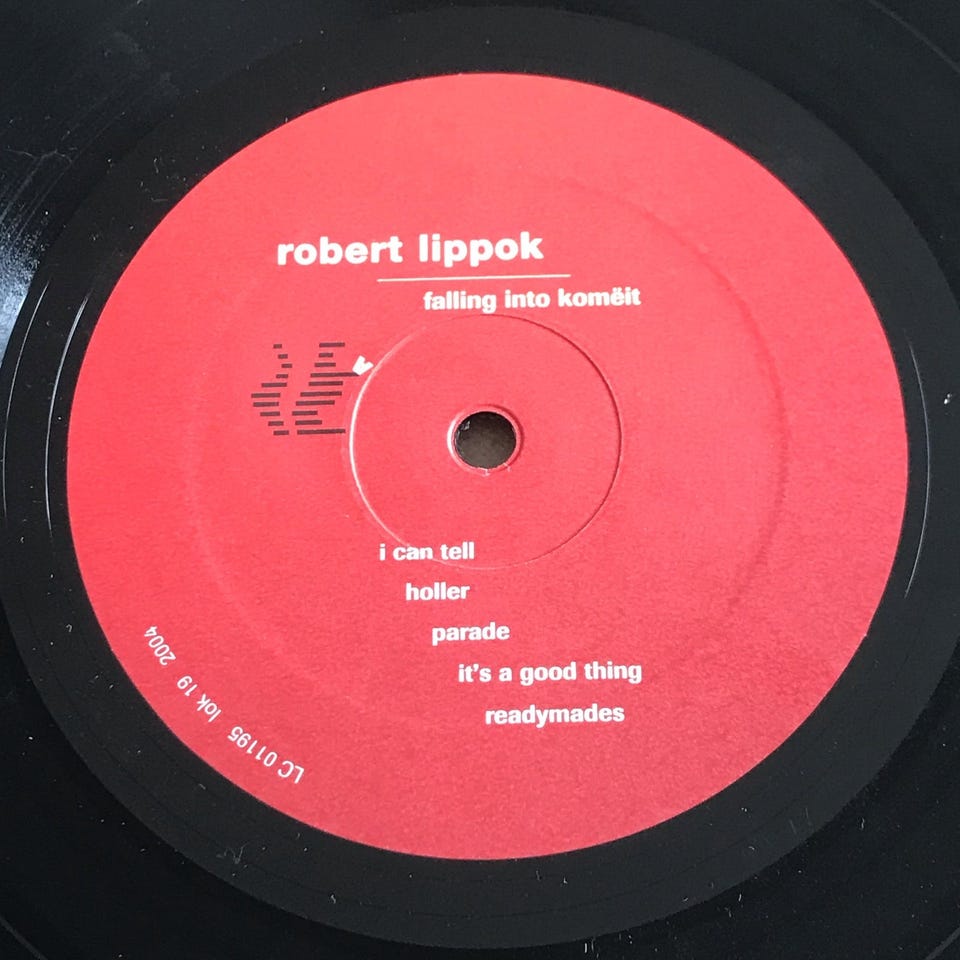 robert lippok
falling into komëit
i can tell
holler
parade
it's a good thing
readymades
LC 01195 lok 19 2004